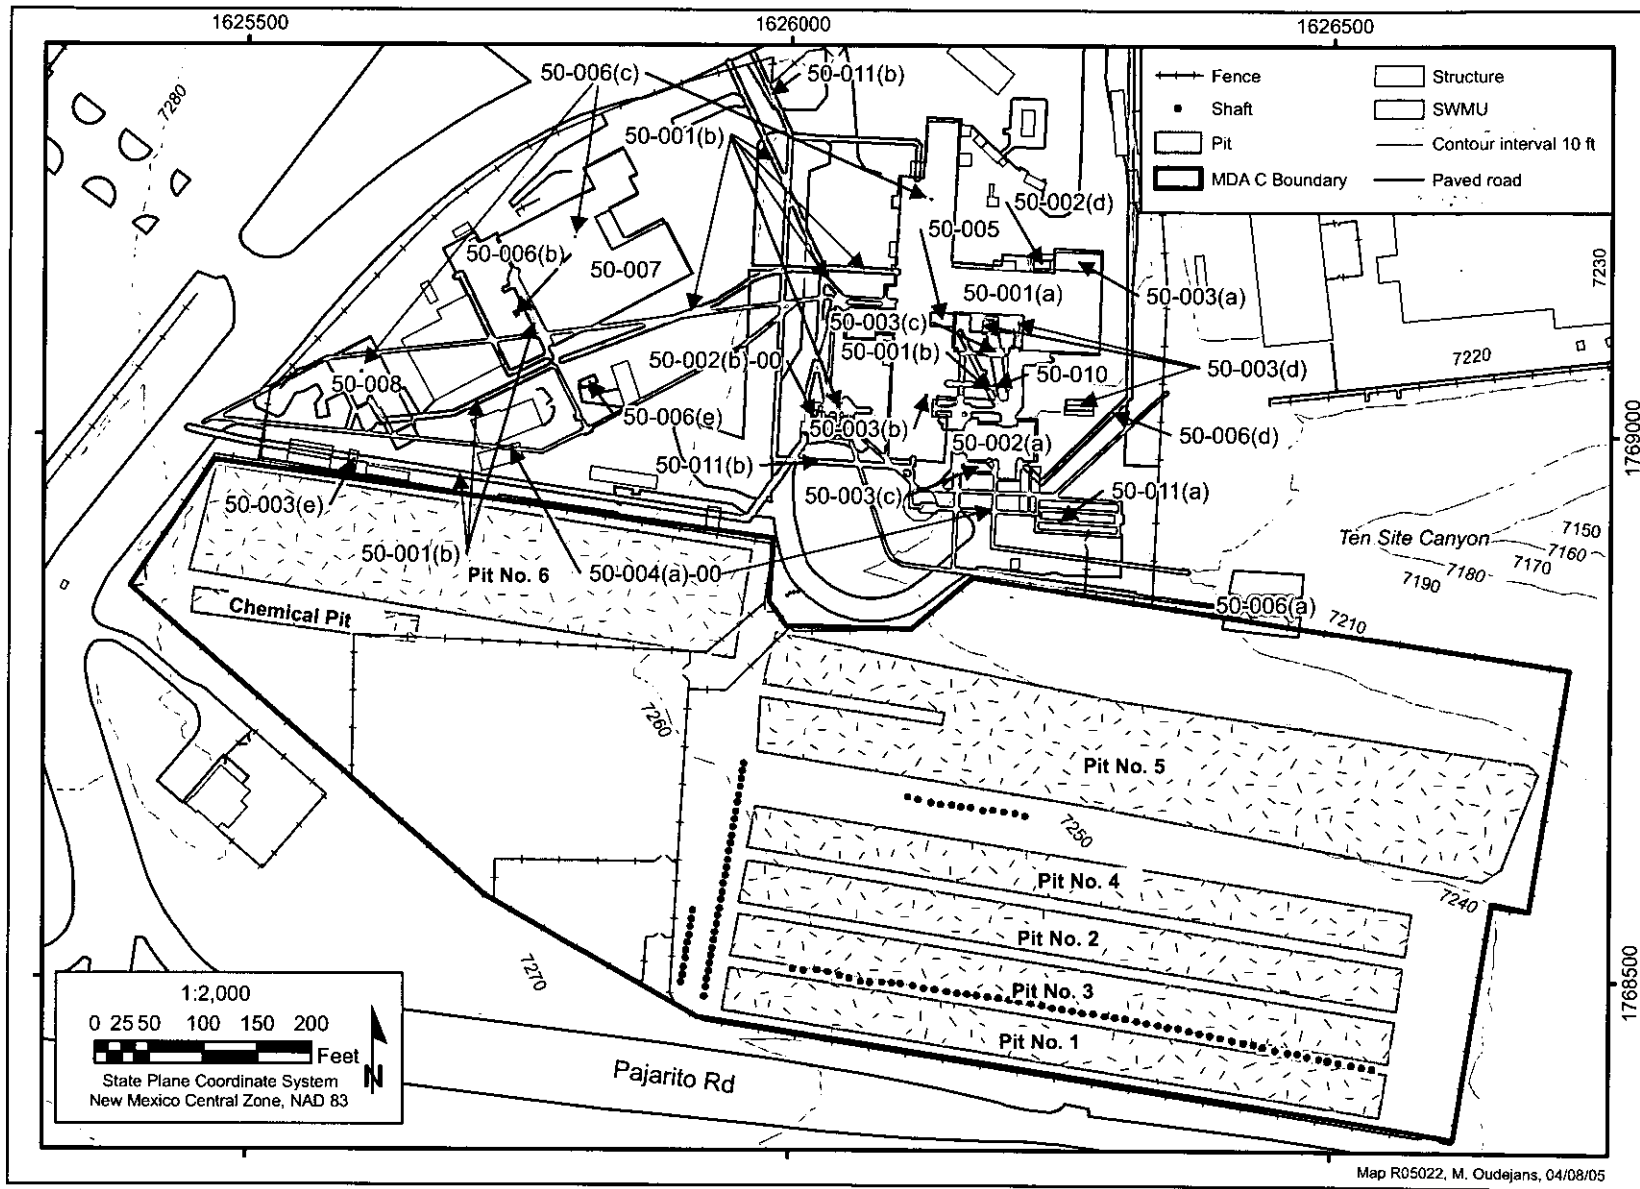 1625500
1626000
1626500
Fence
Structure
Shaft
SWMU
Pit
Contour interval 10 ft
MDA C Boundary
Paved road
7280
50-006(c)
50-011(b)
50-001(b)
50-002(d)
50-005
50-006(b)
50-007
7230
50-001(a)
50-003(a)
50-003(c)
50-001(b)
50-002(b)-00
7220
50-008
50-010
50-003(d)
50-006(e)
50-003(b)
50-002(a)
50-006(d)
1769000
50-011(b)
50-003(e)
50-003(c)
50-011(a)
Ten Site Canyon
7150
7160
7170
7180
7190
50-001(b)
Pit No. 6
50-004(a)-00
Chemical Pit
50-006(a)
7210
7260
Pit No. 5
7250
Pit No. 4
7240
Pit No. 2
7270
Pit No. 3
1768500
Pit No. 1
1:2,000
0 25 50 100 150 200
Feet
State Plane Coordinate System
New Mexico Central Zone, NAD 83
N
Pajarito Rd
Map R05022, M. Oudejans, 04/08/05